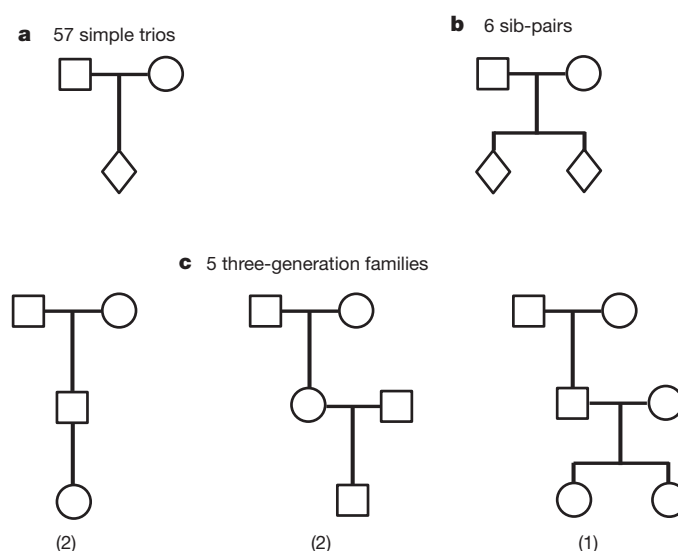 a 57 simple trios
b 6 sib-pairs
c 5 three-generation families
(2)
(2)
(1)